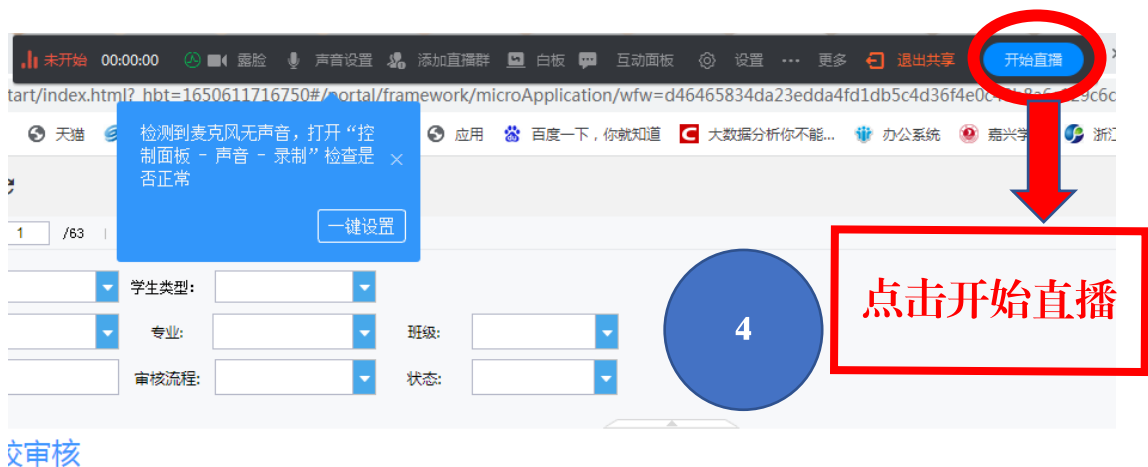 未开始 00:00:00 露脸 声音设置 添加直播群 白板 互动面板 设置 ... 更多 退出共享 开始直播
tart/index.html?_hbt=1650611716750#/portal/framework/microApplication/wfw=d46465834da23edda4fd1db5c4d36f4e0c
天猫 应用 百度一下，你就知道 大数据分析你不能... 办公系统 嘉兴学 浙江
检测到麦克风无声音，打开“控
制面板 - 声音 - 录制”检查是
否正常
一键设置
1 /63
学生类型:
专业: 班级:
审核流程: 状态:
4
点击开始直播
交审核